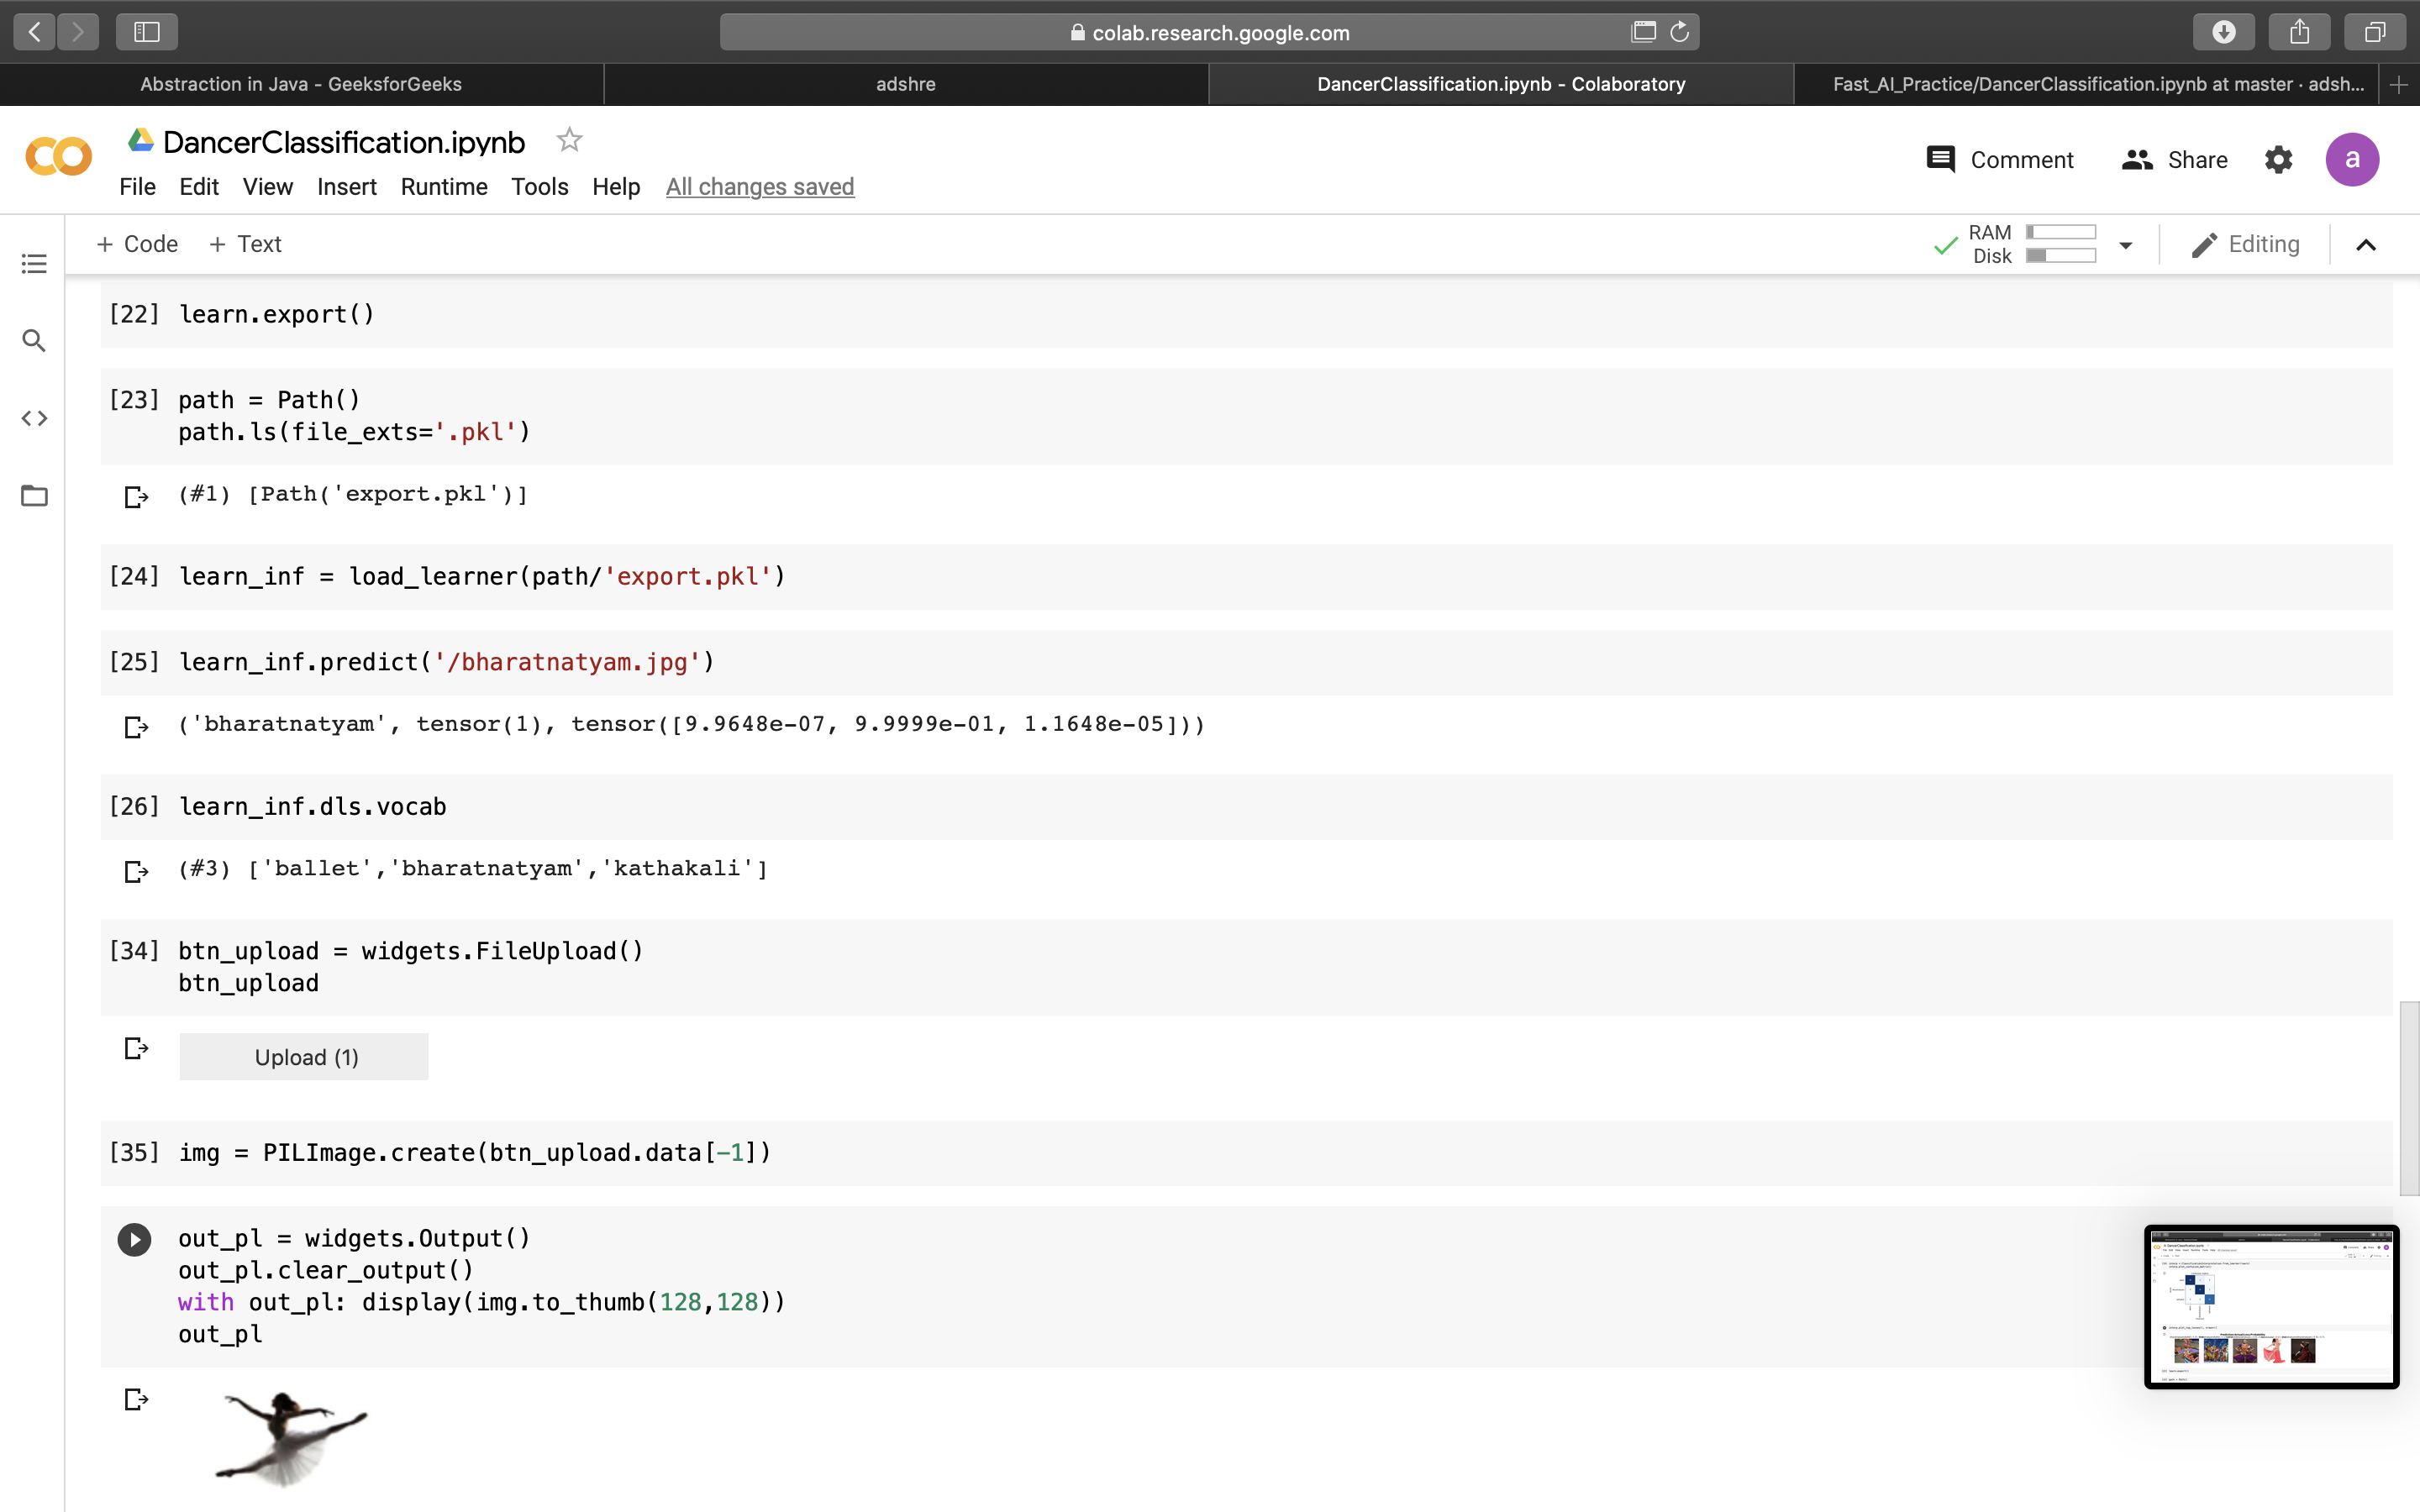 colab.research.google.com
Abstraction in Java - GeeksforGeeks
adshre
DancerClassification.ipynb - Colaboratory
Fast_AI_Practice/DancerClassification.ipynb at master · adsh...
DancerClassification.ipynb
Comment
Share
a
File Edit View Insert Runtime Tools Help All changes saved
+ Code + Text
RAM
Disk
Editing
[22] learn.export()
[23] path = Path()
path.ls(file_exts='.pkl')
(#1) [Path('export.pkl')]
[24] learn_inf = load_learner(path/'export.pkl')
[25] learn_inf.predict('/bharatnatyam.jpg')
('bharatnatyam', tensor(1), tensor([9.9648e-07, 9.9999e-01, 1.1648e-05]))
[26] learn_inf.dls.vocab
(#3) ['ballet','bharatnatyam','kathakali']
[34] btn_upload = widgets.FileUpload()
btn_upload
Upload (1)
[35] img = PILImage.create(btn_upload.data[-1])
out_pl = widgets.Output()
out_pl.clear_output()
with out_pl: display(img.to_thumb(128,128))
out_pl